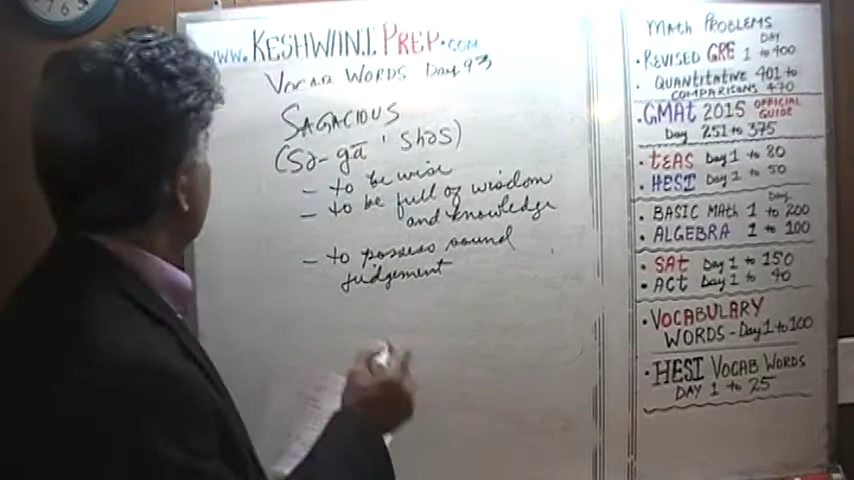 WWW.KESHWANI PREP.COM
VOCAB WORDS Day 93
SAGACIOUS
(Sə-gā'shəs)
- to be wise
- to be full of wisdom
and knowledge
- to possess sound
judgement
MATH PROBLEMS
DAY
• REVISED GRE 1 to 400
• QUANTITATIVE 401 to
COMPARISONS 470
• GMAt 2015 OFFICIAL
GUIDE
Day 251 to 375
• tEAS Day 1 to 80
• HESI Day 1 to 50
Day
• BASIC MAth 1 to 200
• ALGEBRA 1 to 100
• SAt Day 1 to 150
• ACt Day 1 to 40
• VOCABULARY
WORDS - Day 1 to 100
• HESI VOCAB WORDS
DAY 1 to 25